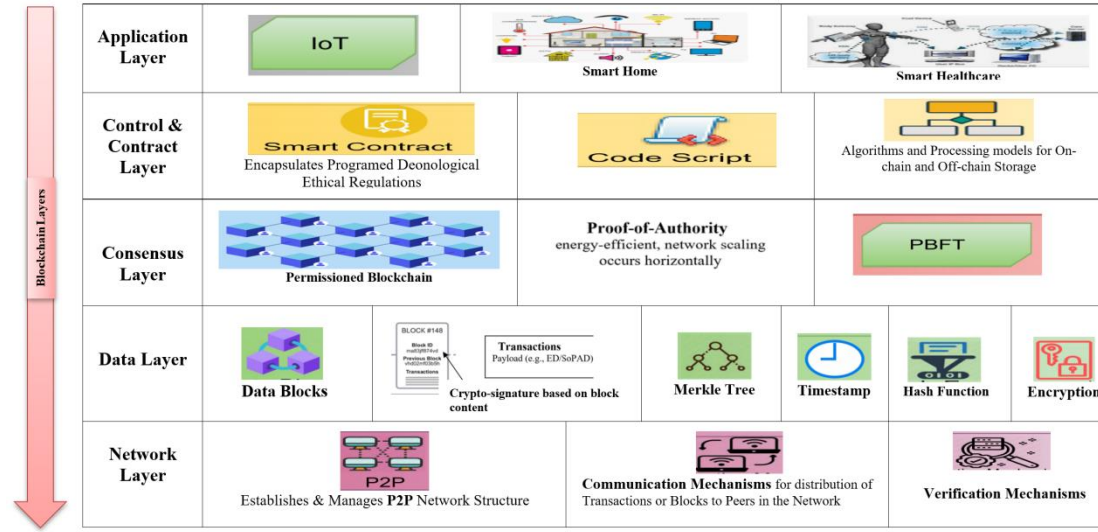 Blockchain Layers
Application
Layer
IoT
Smart Home
Smart Healthcare
Control &
Contract
Layer
Smart Contract
Encapsulates Programed Deonological
Ethical Regulations
Code Script
Algorithms and Processing models for On-
chain and Off-chain Storage
Consensus
Layer
Permissioned Blockchain
Proof-of-Authority
energy-efficient, network scaling
occurs horizontally
PBFT
Data Layer
Data Blocks
BLOCK #148
Block ID
Previous Block
Transactions
Transactions
Payload (e.g., ED/SoPAD)
Crypto-signature based on block
content
Merkle Tree
Timestamp
Hash Function
Encryption
Network
Layer
P2P
Establishes & Manages P2P Network Structure
Communication Mechanisms for distribution of
Transactions or Blocks to Peers in the Network
Verification Mechanisms